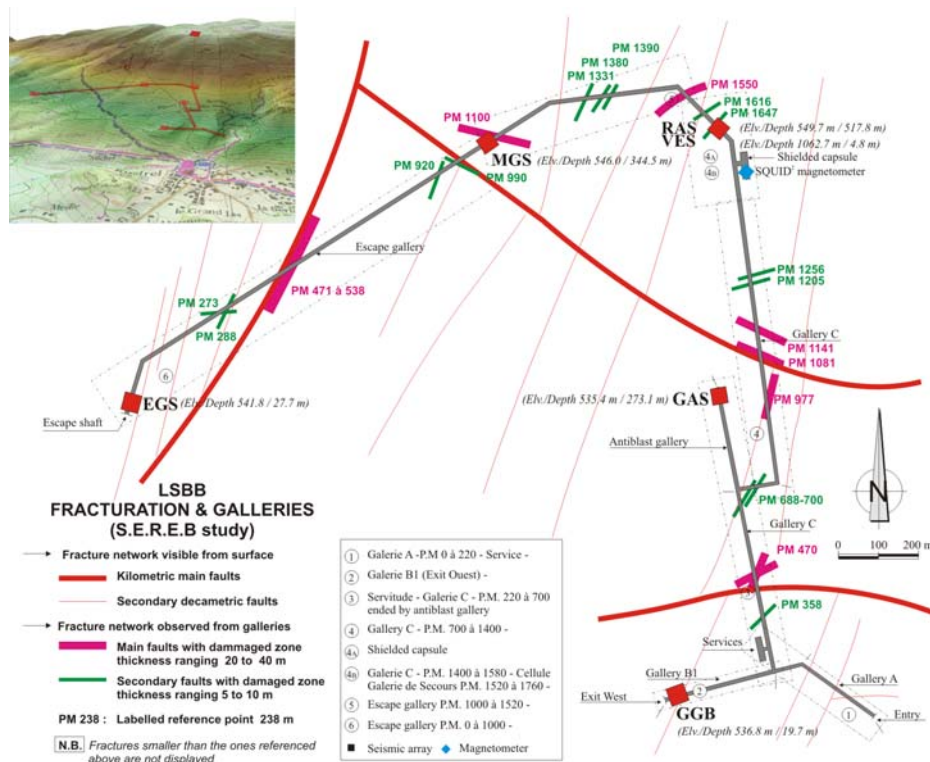 PM 1390
PM 1380
PM 1331
PM 1550
PM 1616
PM 1647
PM 1100
RAS
VES
(Elv./Depth 549.7 m / 517.8 m)
(Elv./Depth 1062.7 m / 4.8 m)
MGS
(Elv./Depth 546.0 / 344.5 m)
4A
4B
Shielded capsule
SQUID² magnetometer
PM 920
PM 990
Escape gallery
PM 1256
PM 1205
PM 273
PM 471 à 538
PM 288
Gallery C
PM 1141
PM 1081
6
EGS
(Elv./Depth 541.8 / 27.7 m)
(Elv./Depth 535.4 m / 273.1 m)
GAS
PM 977
Escape shaft
Antiblast gallery
4
N
PM 688-700
Gallery C
0 100 200 m
PM 470
PM 358
Services
Gallery B1
Gallery A
Exit West
2
GGB
1
Entry
(Elv./Depth 536.8 m / 19.7 m)
LSBB
FRACTURATION & GALLERIES
(S.E.R.E.B study)
Fracture network visible from surface
Kilometric main faults
Secondary decametric faults
Fracture network observed from galleries
Main faults with dammaged zone
thickness ranging 20 to 40 m
Secondary faults with damaged zone
thickness ranging 5 to 10 m
PM 238 : Labelled reference point 238 m
N.B. Fractures smaller than the ones referenced
above are not displayed
1 Galerie A -P.M 0 à 220 - Service -
2 Galerie B1 (Exit Ouest) -
3 Servitude - Galerie C - P.M. 220 à 700
ended by antiblast gallery
4 Gallery C - P.M. 700 à 1400 -
4A Shielded capsule
4B Galerie C - P.M. 1400 à 1580 - Cellule
Galerie de Secours P.M. 1520 à 1760 -
5 Escape gallery P.M. 1000 à 1520 -
6 Escape gallery P.M. 0 à 1000 -
Seismic array Magnetometer